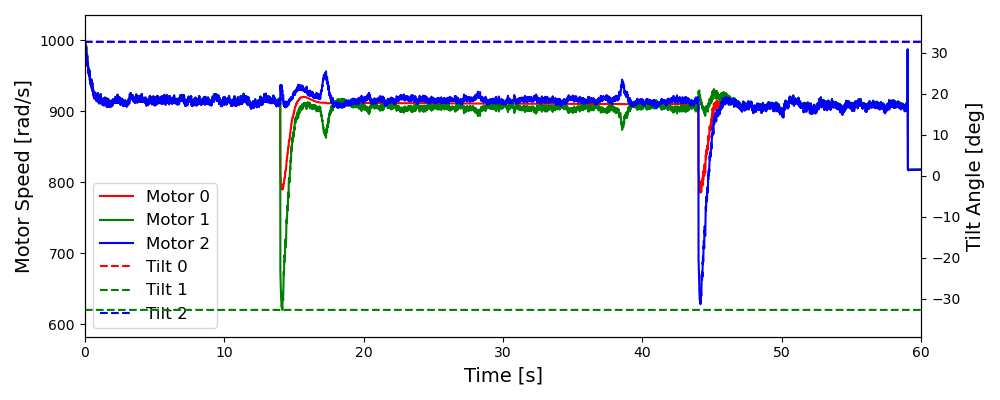 Motor Speed [rad/s]
1000
900
800
700
600
Motor 0
Motor 1
Motor 2
Tilt 0
Tilt 1
Tilt 2
30
20
10
0
−10
−20
−30
Tilt Angle [deg]
0
10
20
30
40
50
60
Time [s]